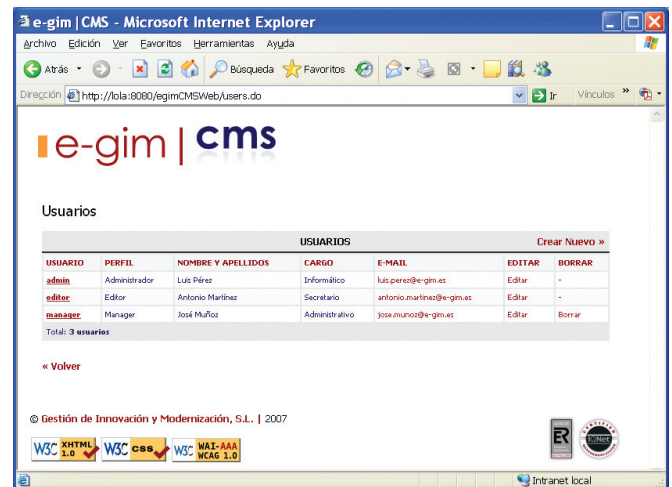 e-gim | CMS - Microsoft Internet Explorer
Archivo Edición Ver Favoritos Herramientas Ayuda
Atrás Búsqueda Favoritos
Dirección http://lola:8080/egimCMSWeb/users.do Ir Vínculos »
e-gim | cms
Usuarios
USUARIOS Crear Nuevo »
USUARIO PERFIL NOMBRE Y APELLIDOS CARGO E-MAIL EDITAR BORRAR
admin Administrador Luis Pérez Informático luis.perez@e-gim.es Editar -
editor Editor Antonio Martínez Secretario antonio.martinez@e-gim.es Editar -
manager Manager José Muñoz Administrativo jose.munoz@e-gim.es Editar Borrar
Total: 3 usuarios
« Volver
© Gestión de Innovación y Modernización, S.L. | 2007
W3C XHTML 1.0 W3C css W3C WAI-AAA WCAG 1.0 ER IQNet
Intranet local